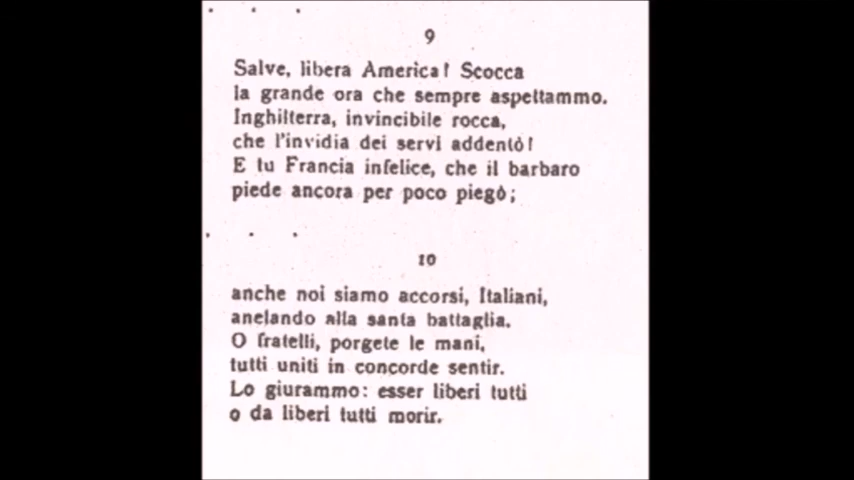 9
Salve, libera America! Scocca
la grande ora che sempre aspettammo.
Inghilterra, invincibile rocca,
che l'invidia dei servi addentò!
E tu Francia infelice, che il barbaro
piede ancora per poco piegò;
. . .
10
anche noi siamo accorsi, Italiani,
anelando alla santa battaglia.
O fratelli, porgete le mani,
tutti uniti in concorde sentir.
Lo giurammo: esser liberi tutti
o da liberi tutti morir.